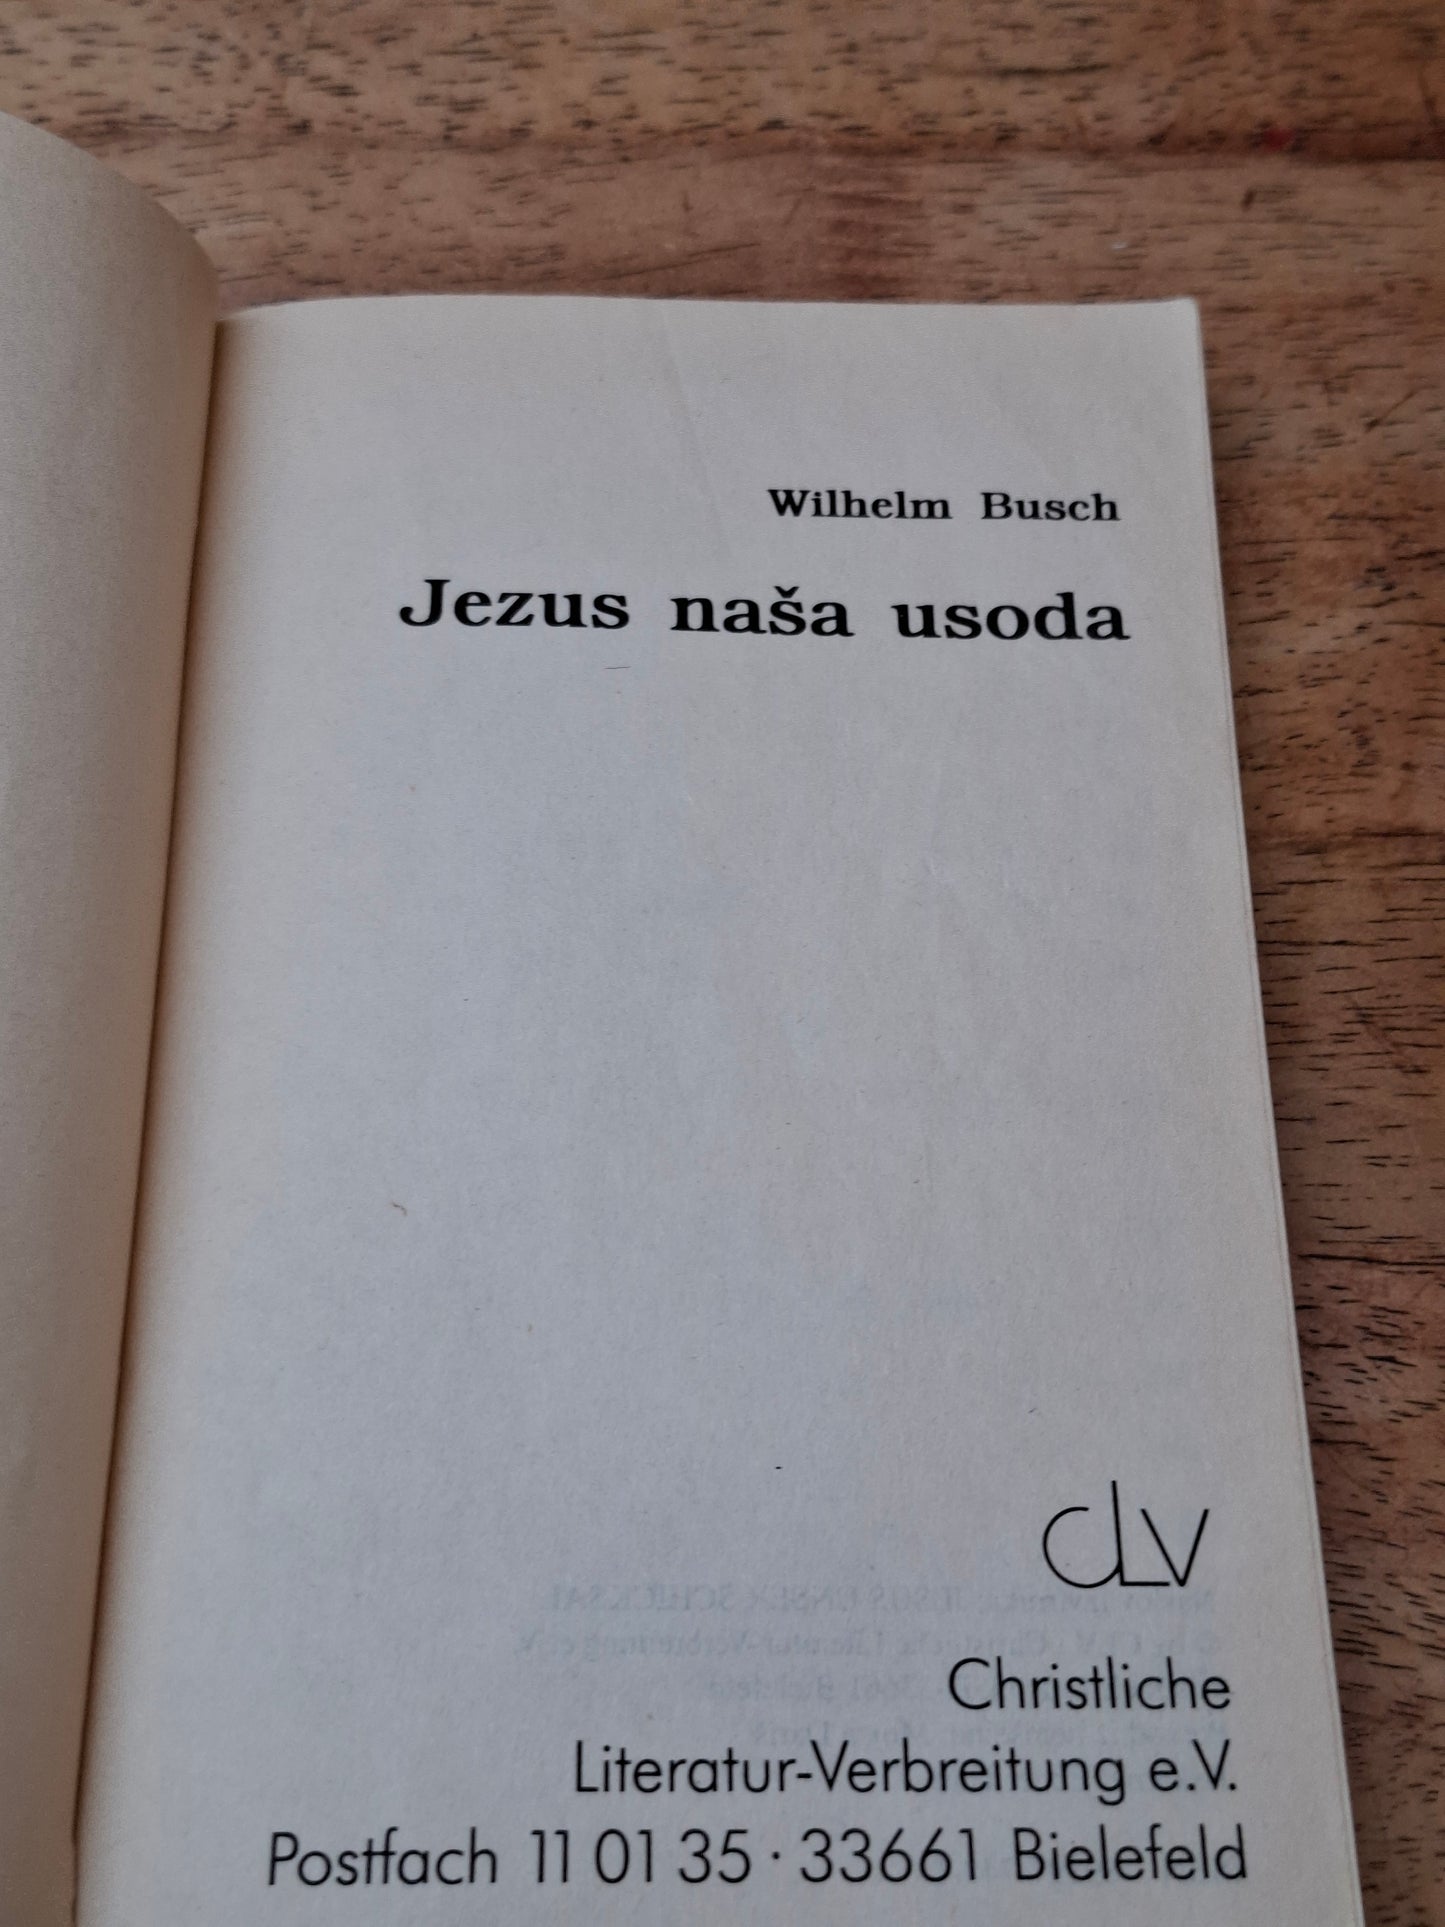 Wilhelm Busch
Jezus naša usoda
CLV
Christliche
Literatur-Verbreitung e.V.
Postfach 11 01 35 · 33661 Bielefeld